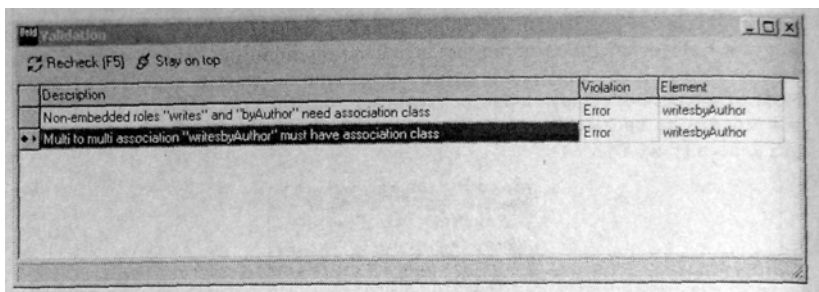 Bold Validation
Recheck (F5) Stay on top
Description Violation Element
Non-embedded roles "writes" and "byAuthor" need association class Error writesbyAuthor
Multi to multi association "writesbyAuthor" must have association class Error writesbyAuthor